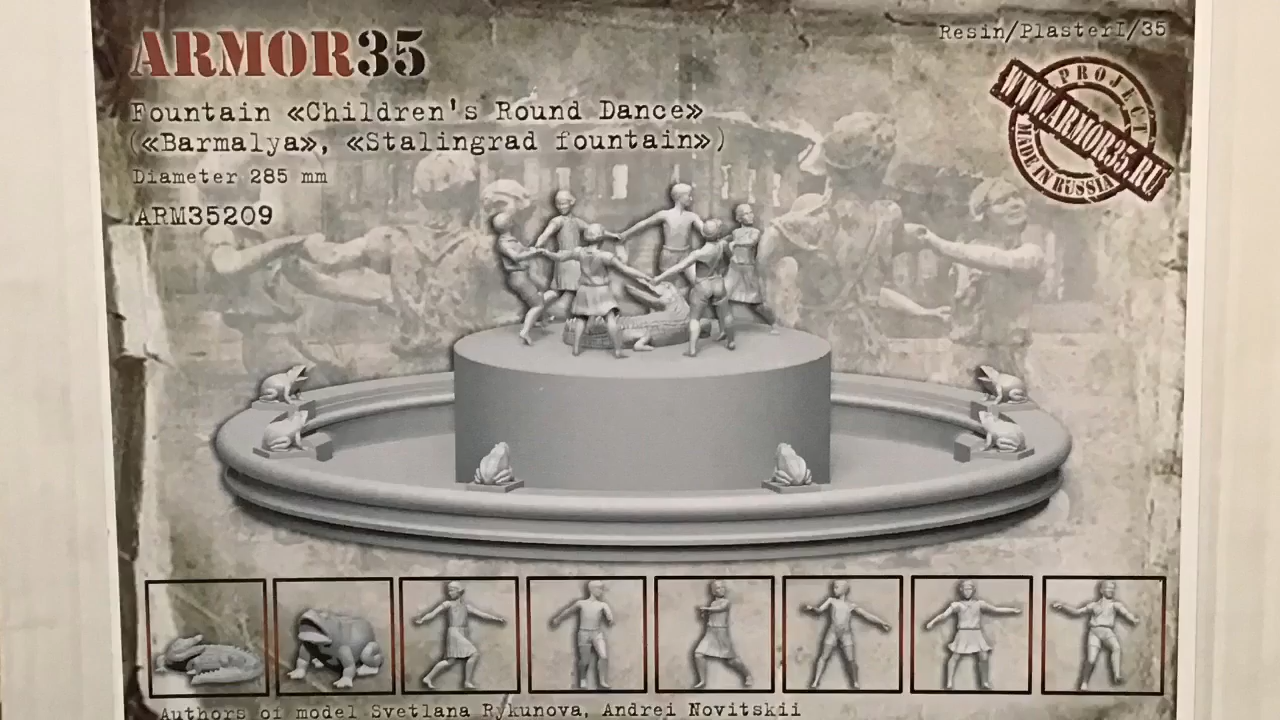 ARMOR35
Resin/Plaster1/35
Fountain «Children's Round Dance»
(«Barmalya», «Stalingrad fountain»)
Diameter 285 mm
ARM35209
PROJECT
WWW.ARMOR35.RU
MADE IN RUSSIA
Authors of model Svetlana Rykunova, Andrei Novitskii